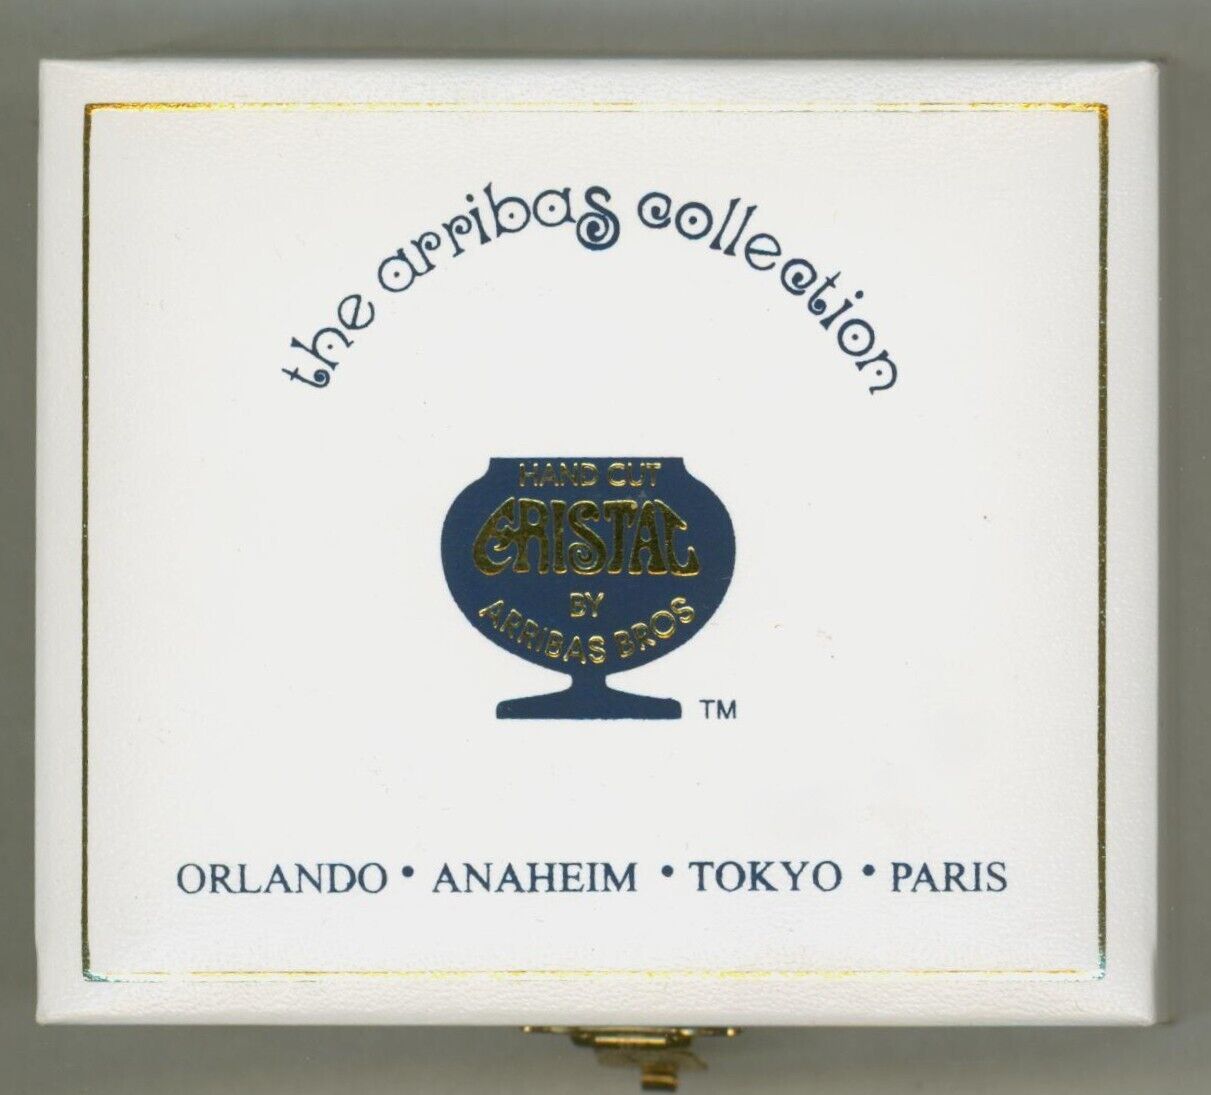 the arribas collection
HAND CUT
CRISTAL
BY
ARRIBAS BROS
TM
ORLANDO • ANAHEIM • TOKYO • PARIS